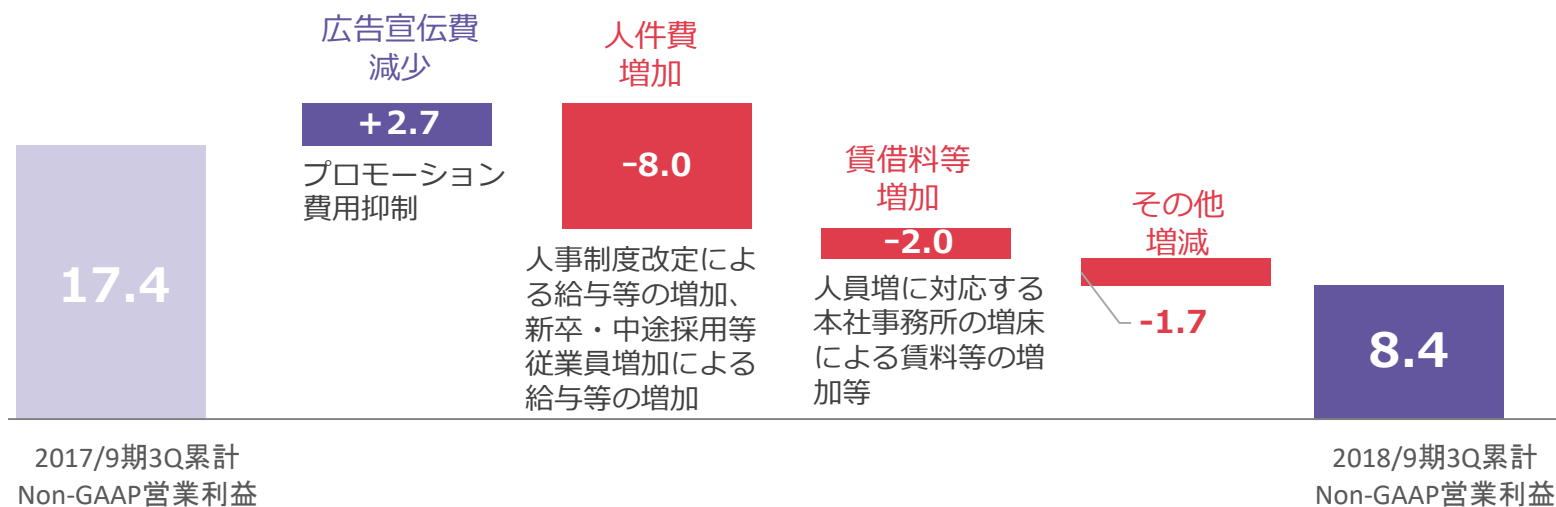 広告宣伝費
減少
+2.7
プロモーション
費用抑制
人件費
増加
-8.0
人事制度改定によ
る給与等の増加、
新卒・中途採用等
従業員増加による
給与等の増加
賃借料等
増加
-2.0
人員増に対応する
本社事務所の増床
による賃料等の増
加等
その他
増減
-1.7
17.4
8.4
2017/9期3Q累計
Non-GAAP営業利益
2018/9期3Q累計
Non-GAAP営業利益